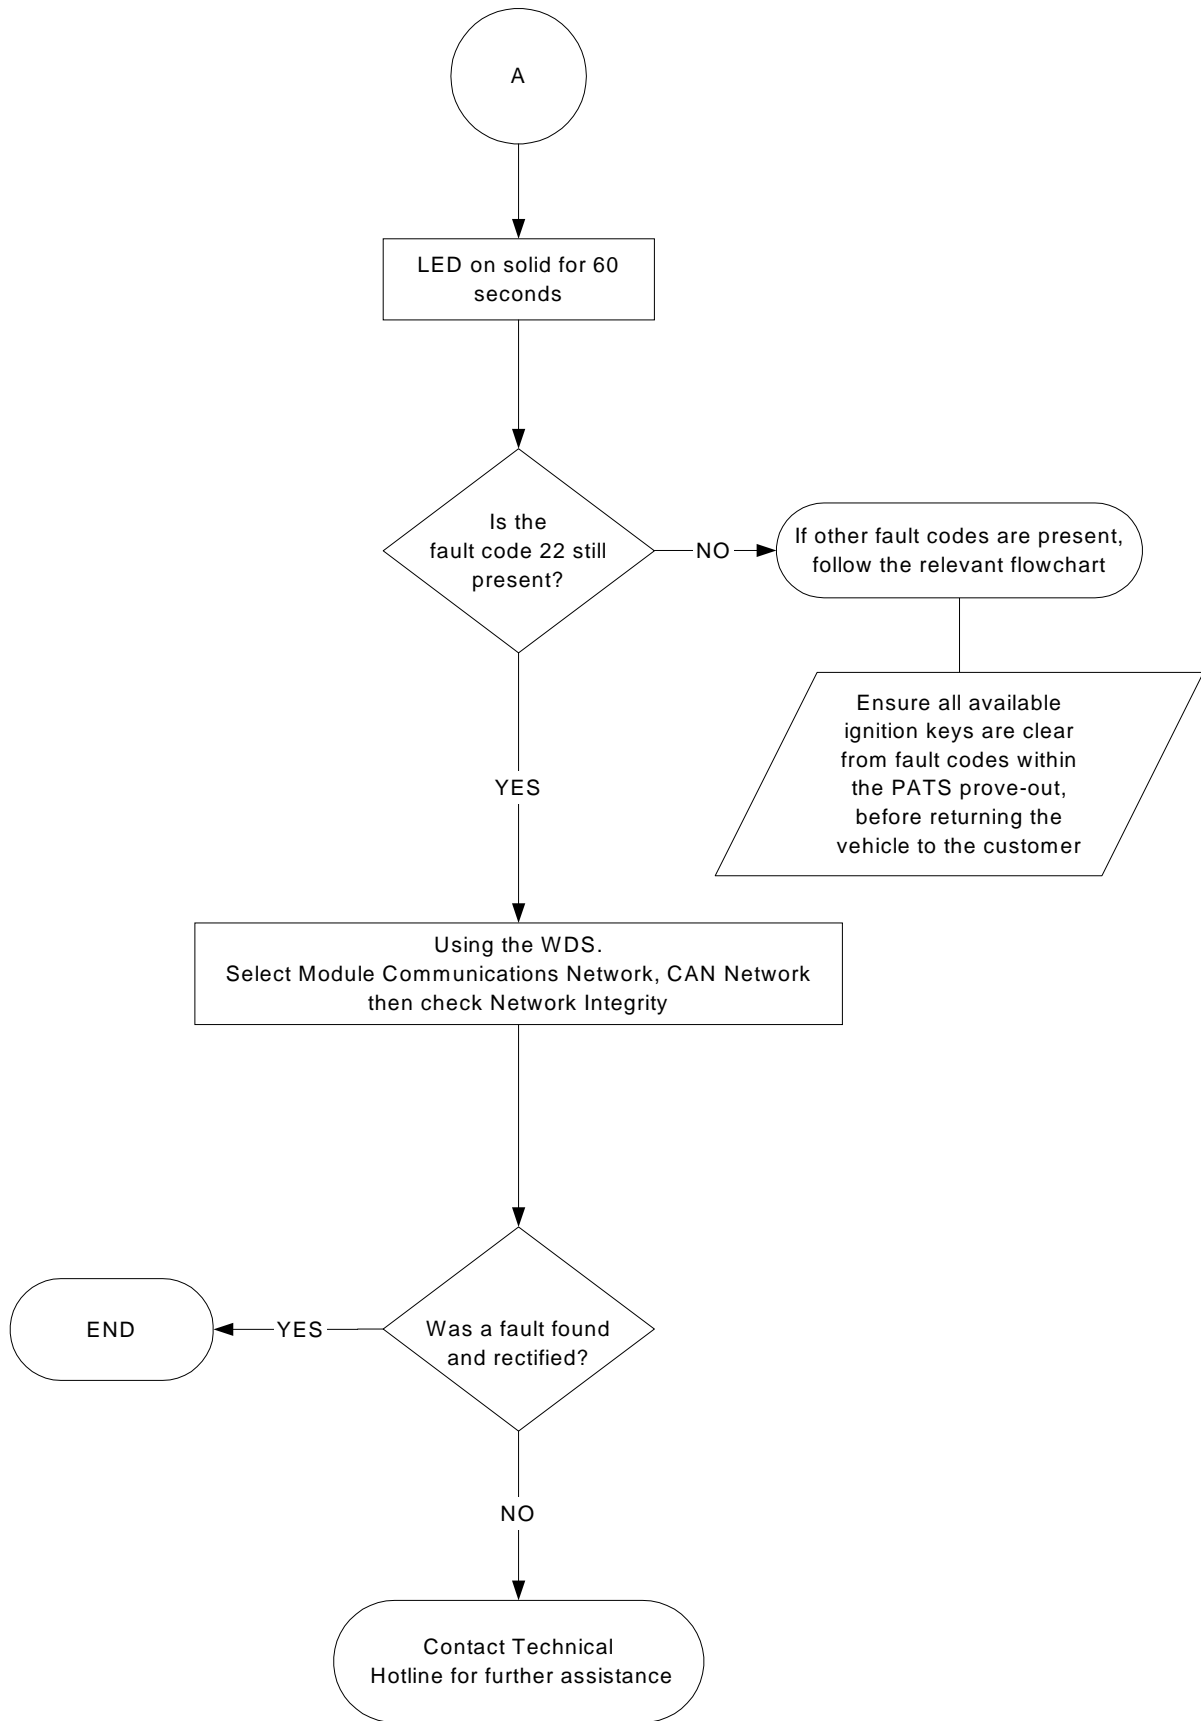 A
LED on solid for 60
seconds
Is the
fault code 22 still
present?
NO
If other fault codes are present,
follow the relevant flowchart
Ensure all available
ignition keys are clear
from fault codes within
the PATS prove-out,
before returning the
vehicle to the customer
YES
Using the WDS.
Select Module Communications Network, CAN Network
then check Network Integrity
END
YES
Was a fault found
and rectified?
NO
Contact Technical
Hotline for further assistance